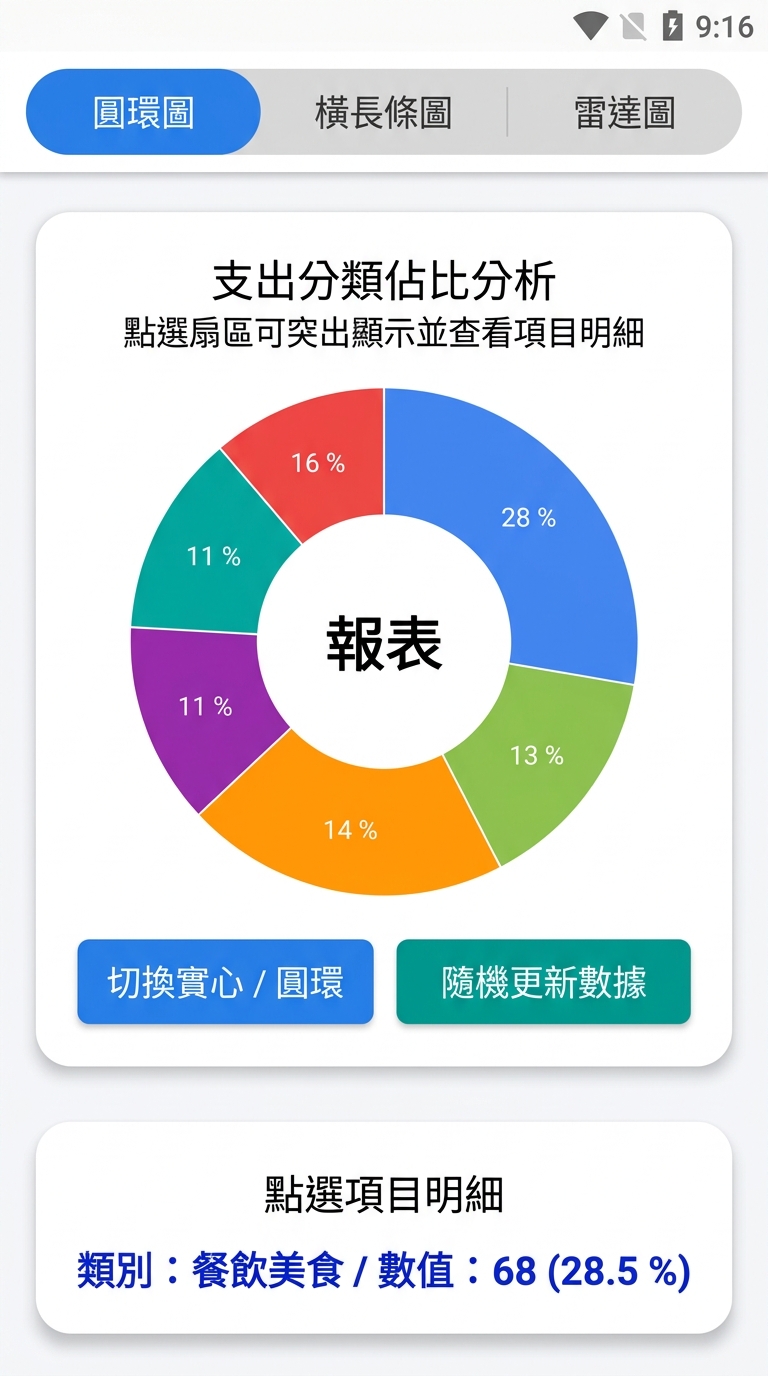 9:16
圓環圖 橫長條圖 雷達圖
支出分類佔比分析
點選扇區可突出顯示並查看項目明細
16 %
28 %
11 %
報表
11 %
13 %
14 %
切換實心 / 圓環 隨機更新數據
點選項目明細
類別：餐飲美食 / 數值：68 (28.5 %)